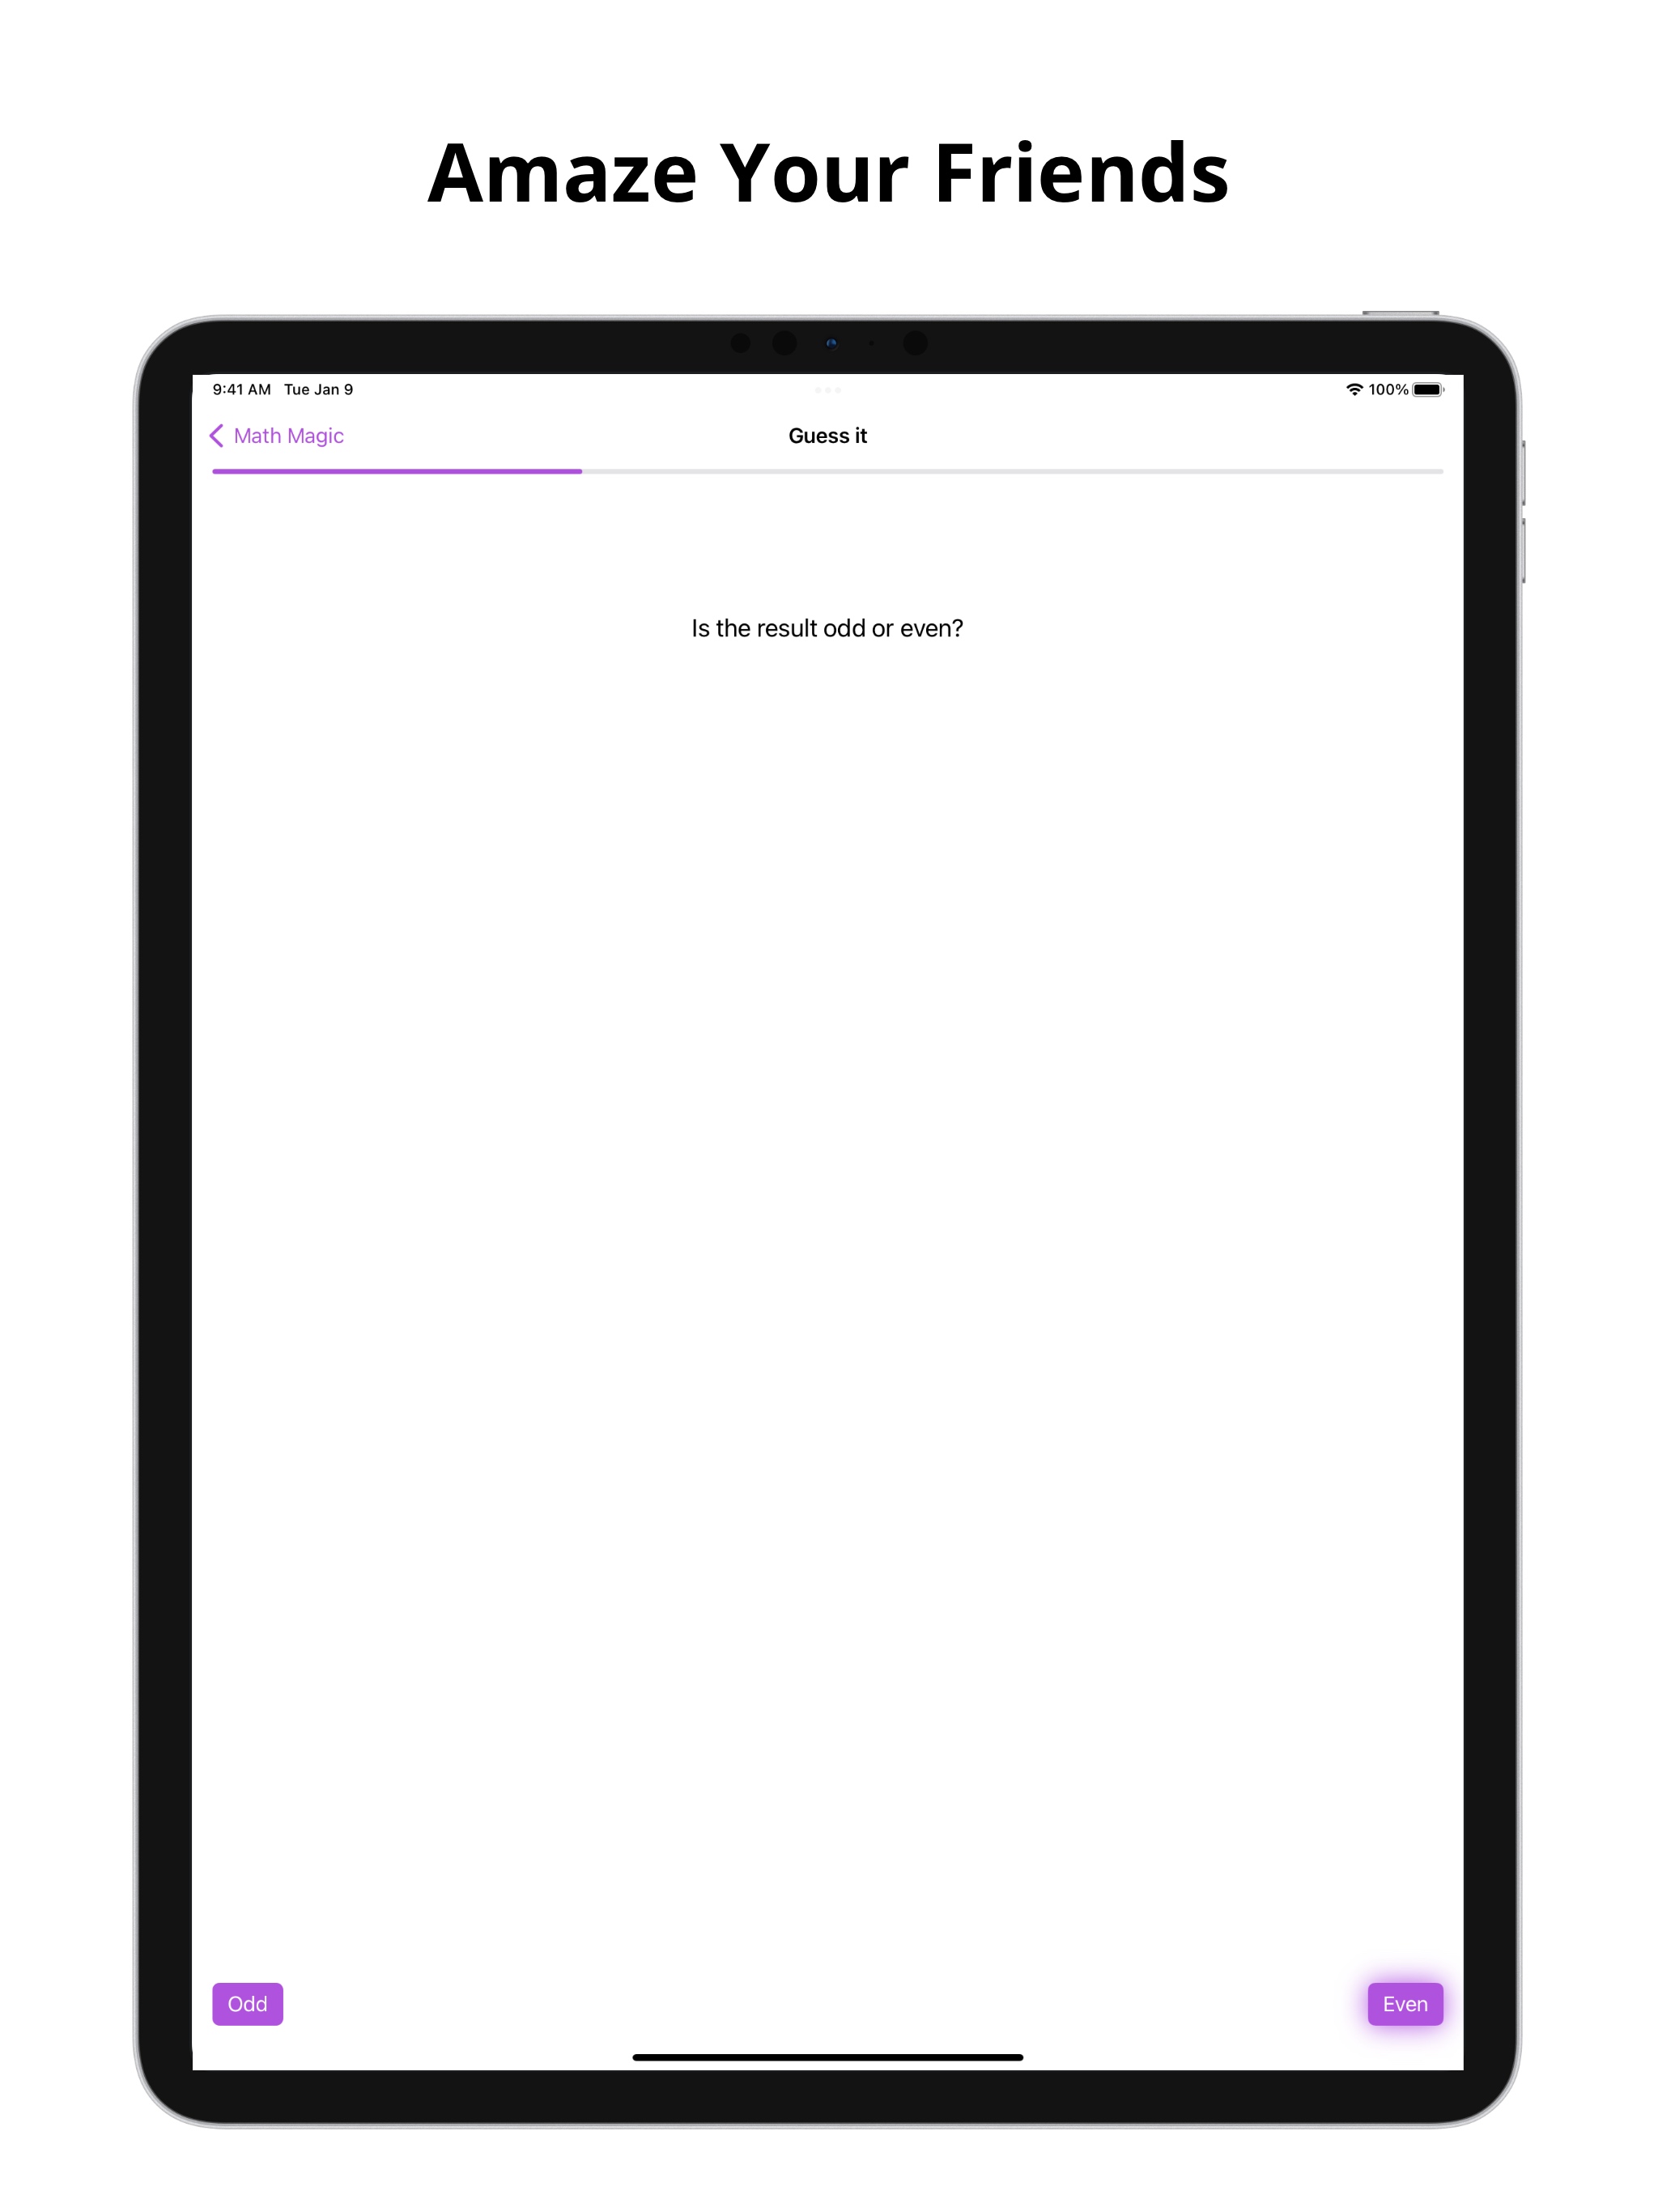 Amaze Your Friends
9:41 AM Tue Jan 9
100%
Math Magic
Guess it
Is the result odd or even?
Odd
Even